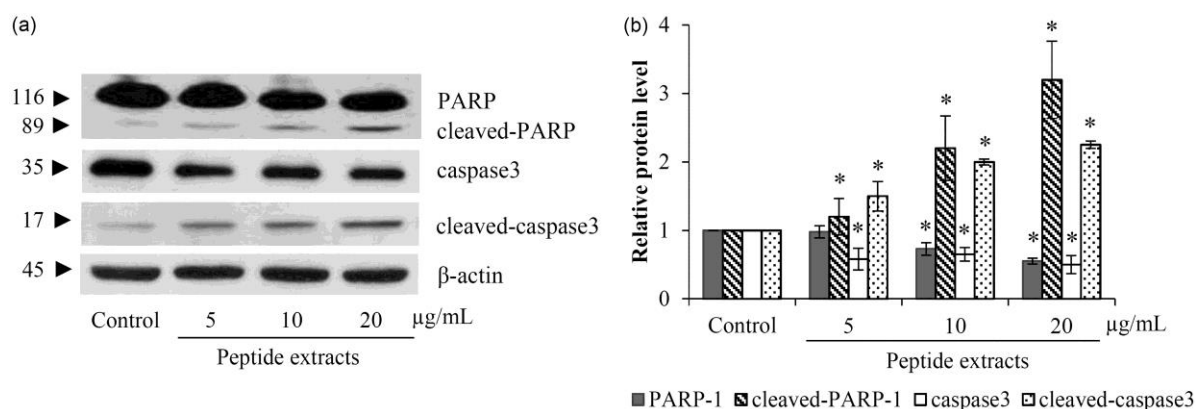 (a)
116 ► PARP
89 ► cleaved-PARP
35 ► caspase3
17 ► cleaved-caspase3
45 ► β-actin
Control 5 10 20 µg/mL
Peptide extracts
(b)
Relative protein level
4
3
2
1
0
* * *
* * * *
* * * *
Control 5 10 20 µg/mL
Peptide extracts
PARP-1 cleaved-PARP-1 caspase3 cleaved-caspase3